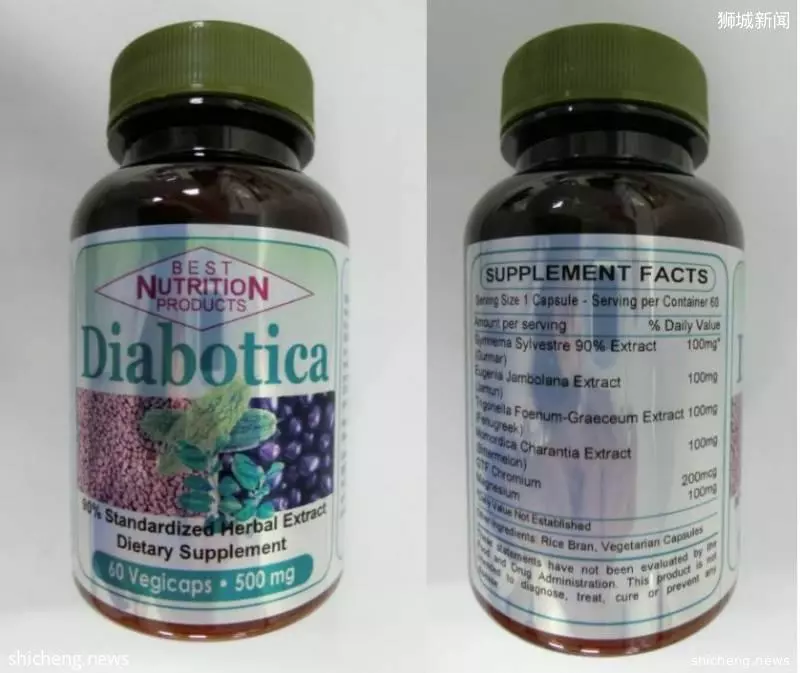 BEST
NUTRITION
PRODUCTS
Diabotica
90% Standardized Herbal Extract
Dietary Supplement
60 Vegicaps • 500 mg
shicheng.news
狮城新闻
SUPPLEMENT FACTS
Serving Size 1 Capsule - Serving per Container 60
Amount per serving % Daily Value
Gymnema Sylvestre 90% Extract 100mg*
(Gurmar)
Eugenia Jambolana Extract 100mg
(Jamun)
Trigonella Foenum-Graeceum Extract 100mg
(Fenugreek)
Momordica Charantia Extract 100mg
(Bittermelon)
GTF Chromium 200mcg
Magnesium 100mg
*Daily Value Not Established
Other Ingredients: Rice Bran, Vegetarian Capsules
These statements have not been evaluated by the
Food and Drug Administration. This product is not
intended to diagnose, treat, cure or prevent any
disease
shicheng.news